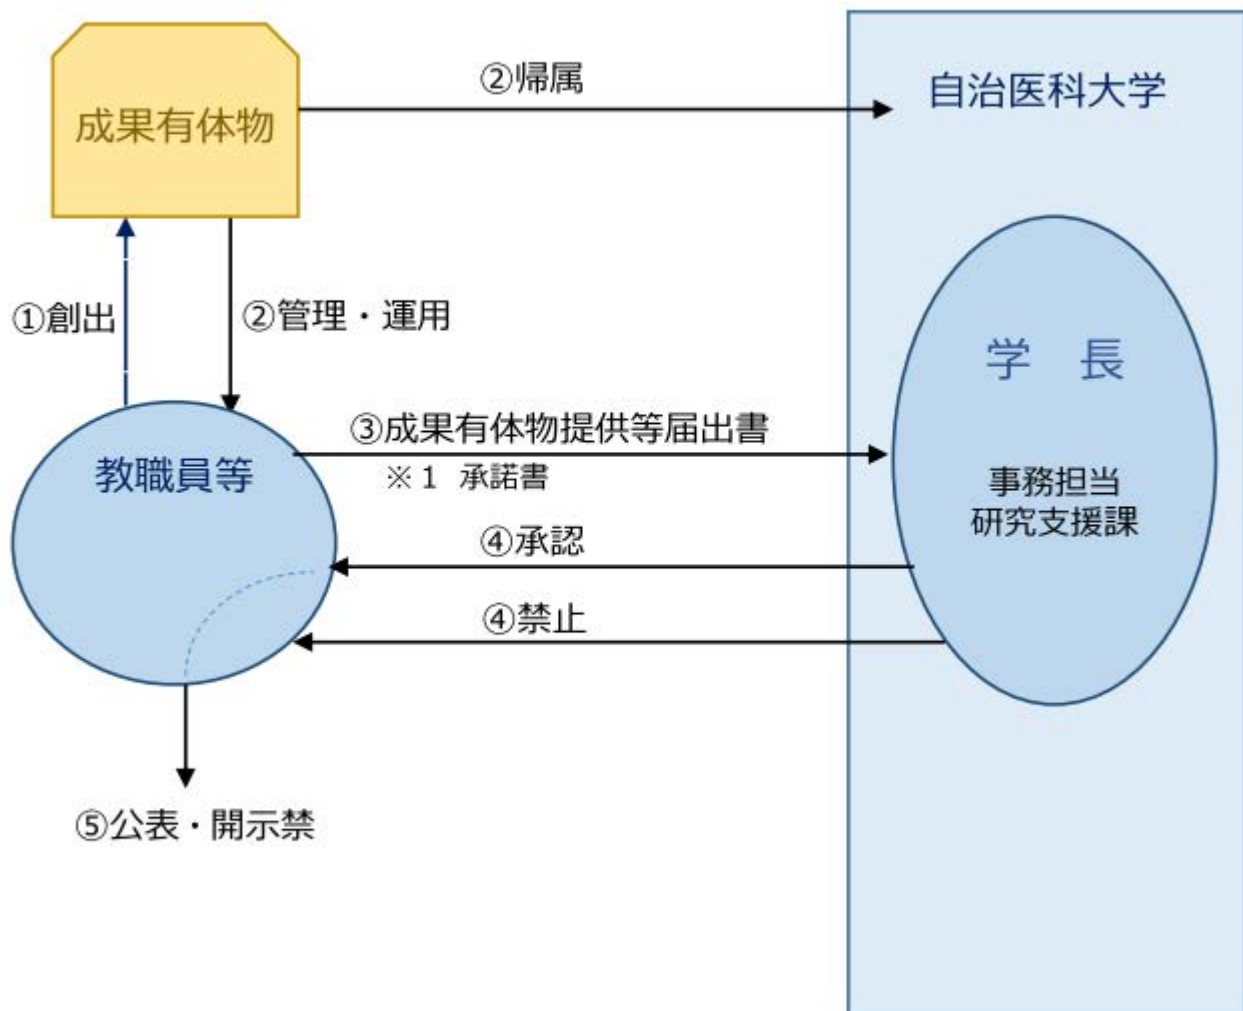 ②帰属
自治医科大学
成果有体物
①創出
②管理・運用
学　長
③成果有体物提供等届出書
※１ 承諾書
教職員等
事務担当
研究支援課
④承認
④禁止
⑤公表・開示禁